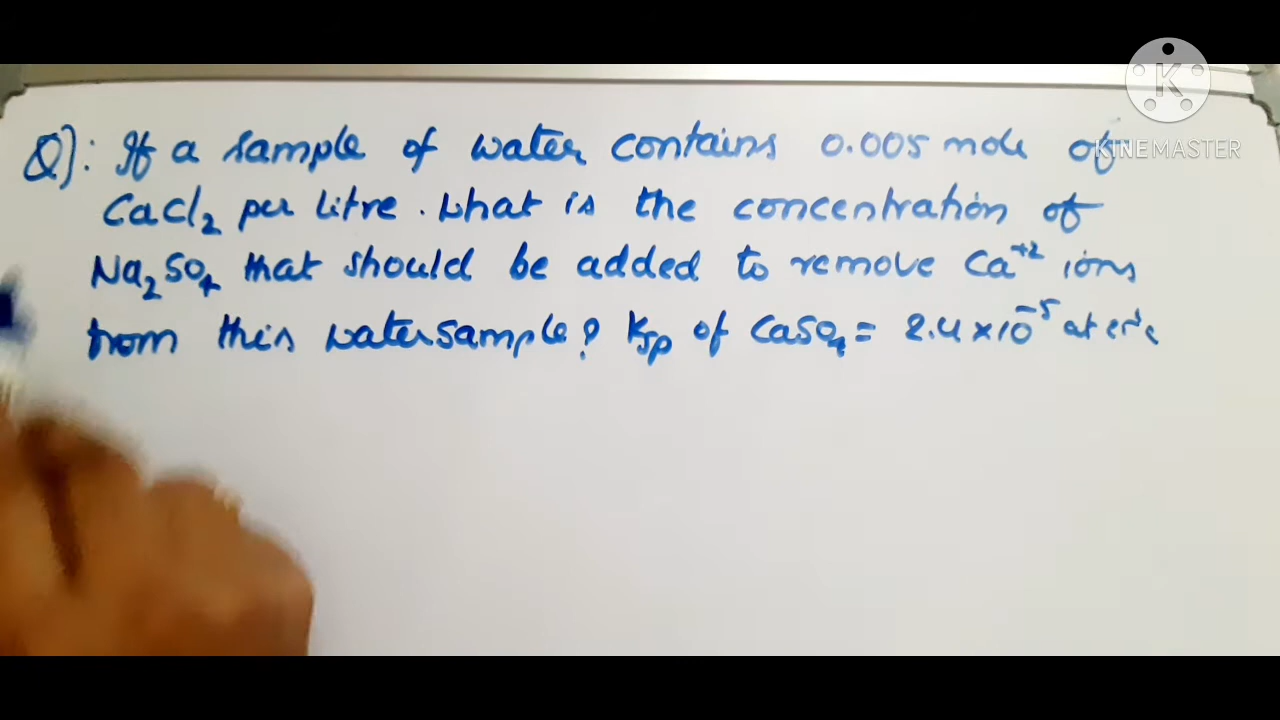 K
KINEMASTER
Q]: If a sample of water contains 0.005 mole of
CaCl2 per litre. What is the concentration of
Na2SO4 that should be added to remove Ca+2 ions
from this water sample? Ksp of CaSO4 = 2.4 × 10-5 at